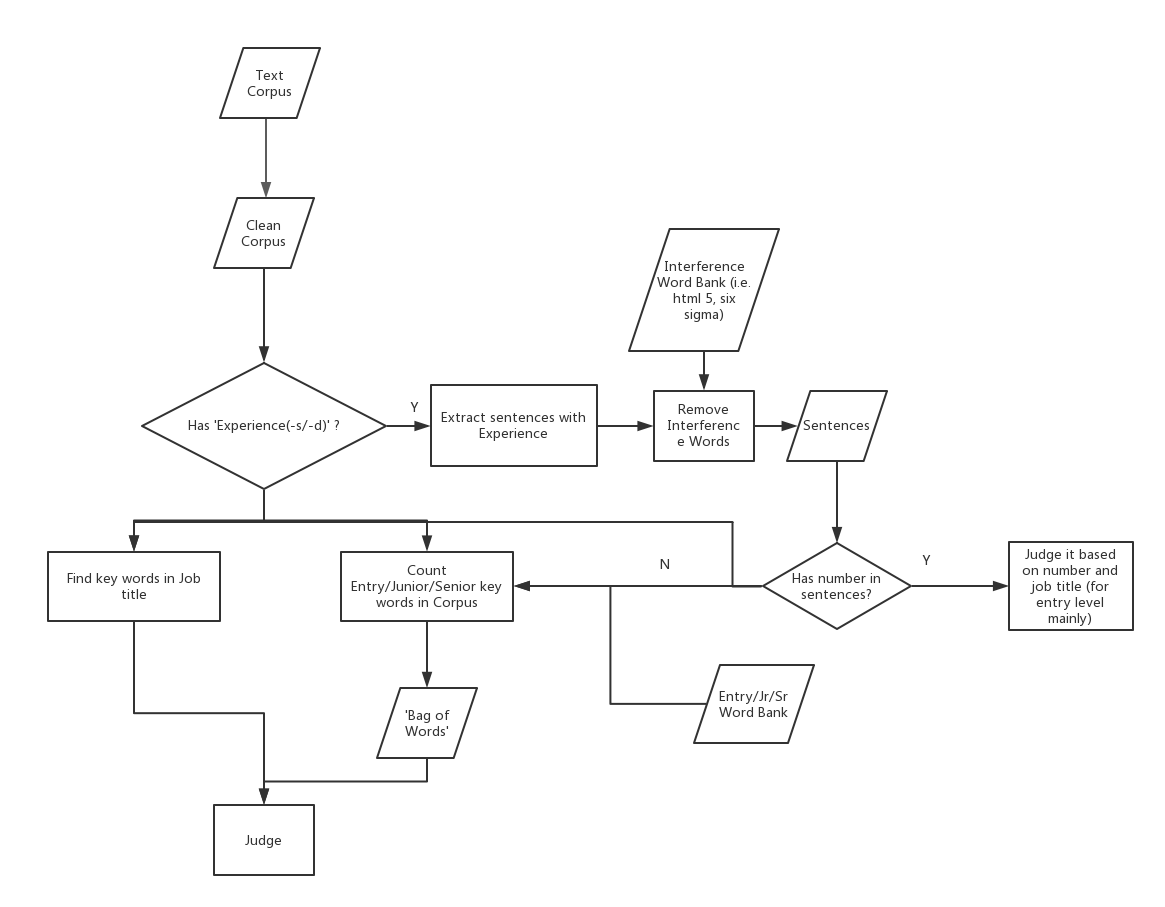 Text
Corpus
Clean
Corpus
Interference
Word Bank (i.e.
html 5, six
sigma)
Has 'Experience(-s/-d)' ?
Y
Extract sentences with
Experience
Remove
Interferenc
e Words
Sentences
Find key words in Job
title
Count
Entry/Junior/Senior key
words in Corpus
N
Has number in
sentences?
Y
Judge it based
on number and
job title (for
entry level
mainly)
'Bag of
Words'
Entry/Jr/Sr
Word Bank
Judge